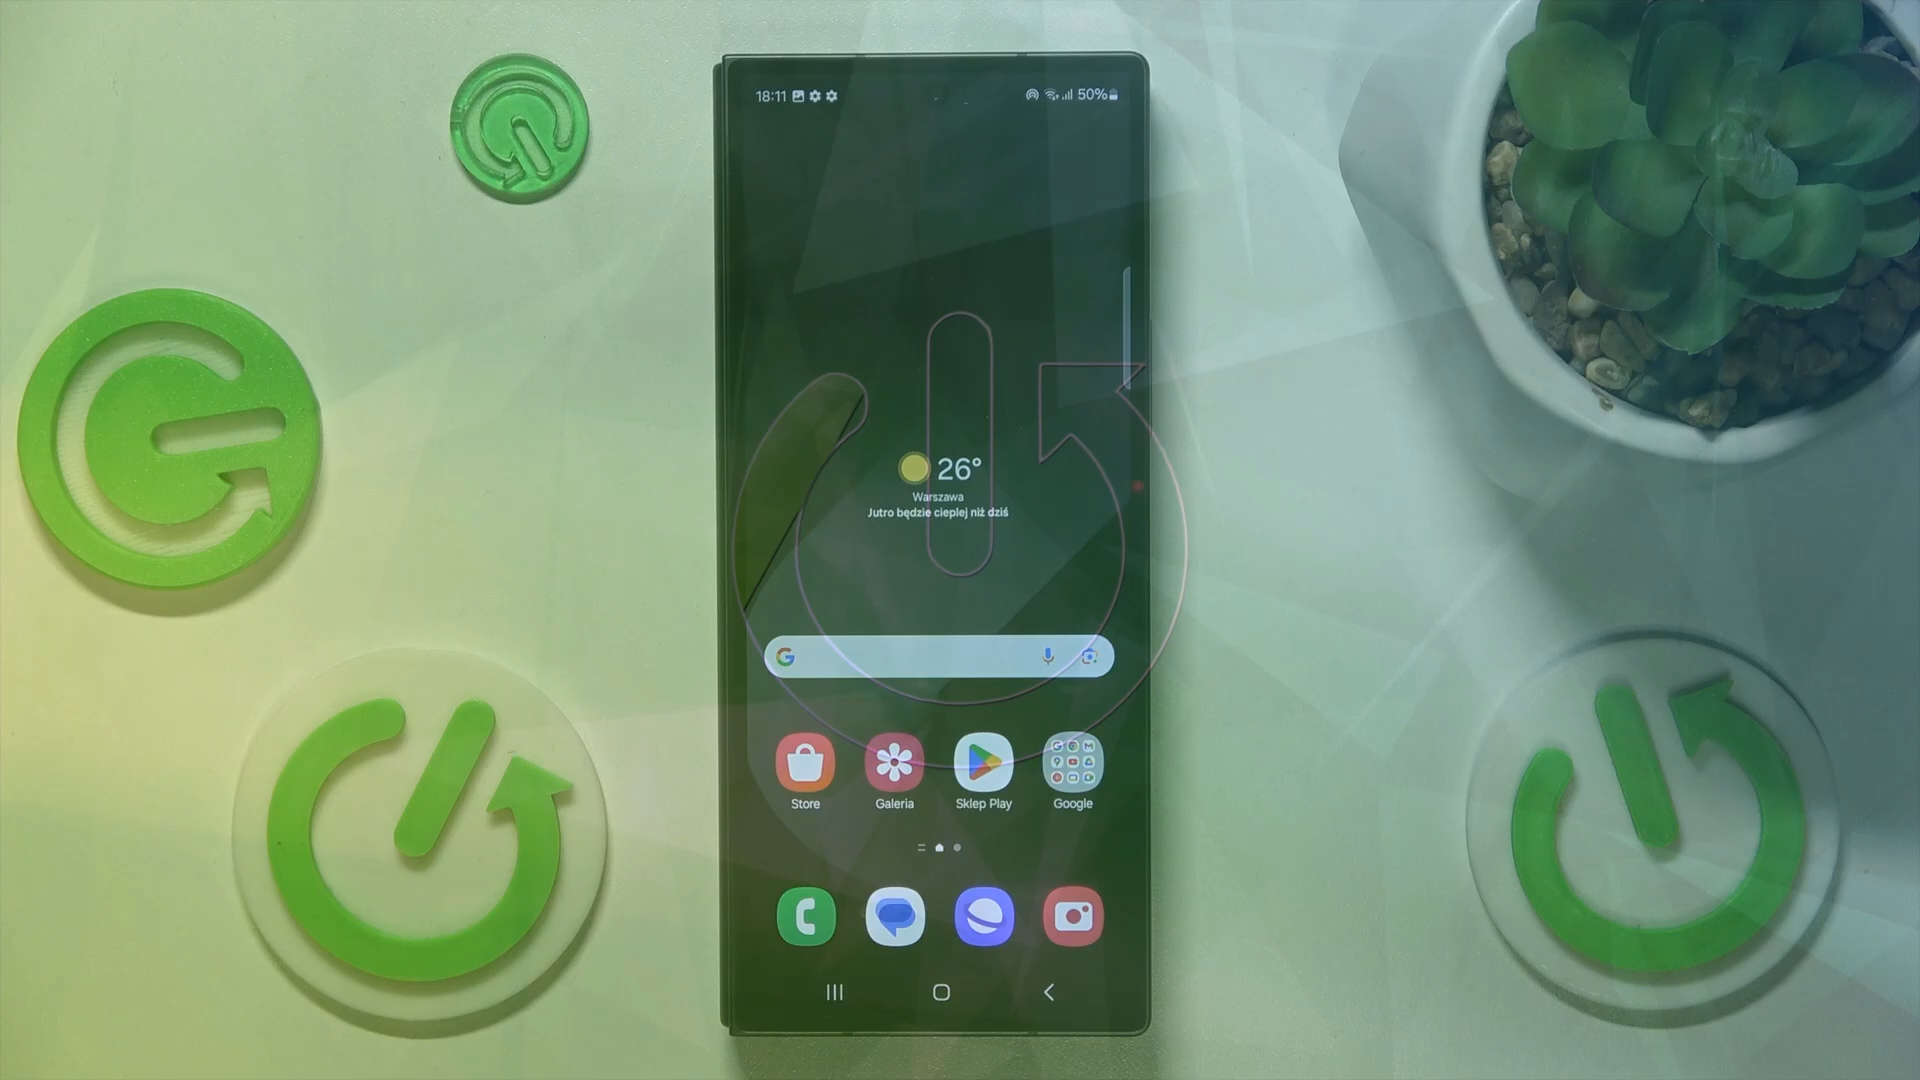 18:11
50%
26°
Warszawa
Jutro będzie cieplej niż dziś
Store
Galeria
Sklep Play
Google